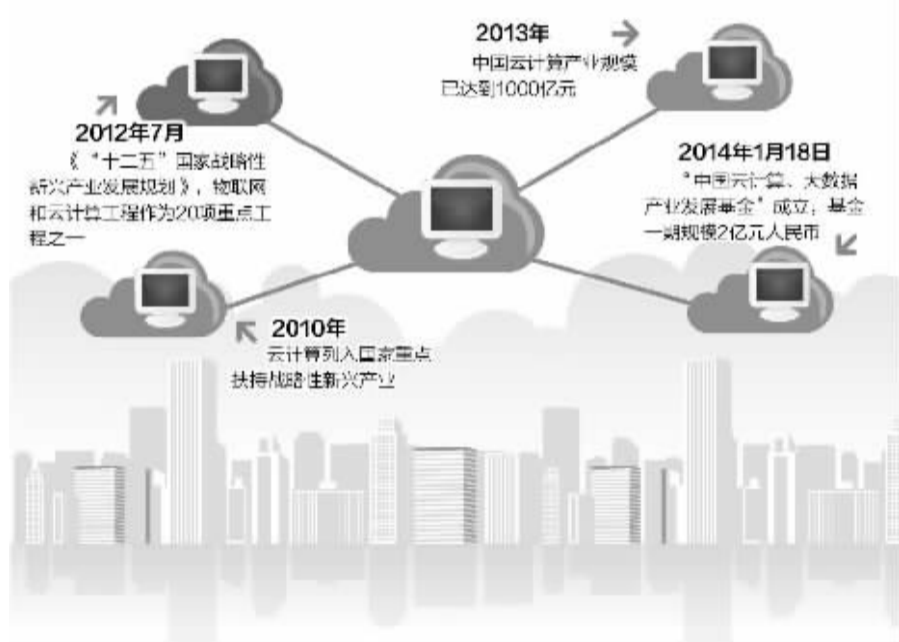 2013年
中国云计算产业规模
已达到1000亿元
2012年7月
《“十二五”国家战略性
新兴产业发展规划》，物联网
和云计算工程作为20项重点工
程之一
2014年1月18日
“中国云计算、大数据
产业发展基金”成立，基金
一期规模2亿元人民币
2010年
云计算列入国家重点
扶持战略性新兴产业